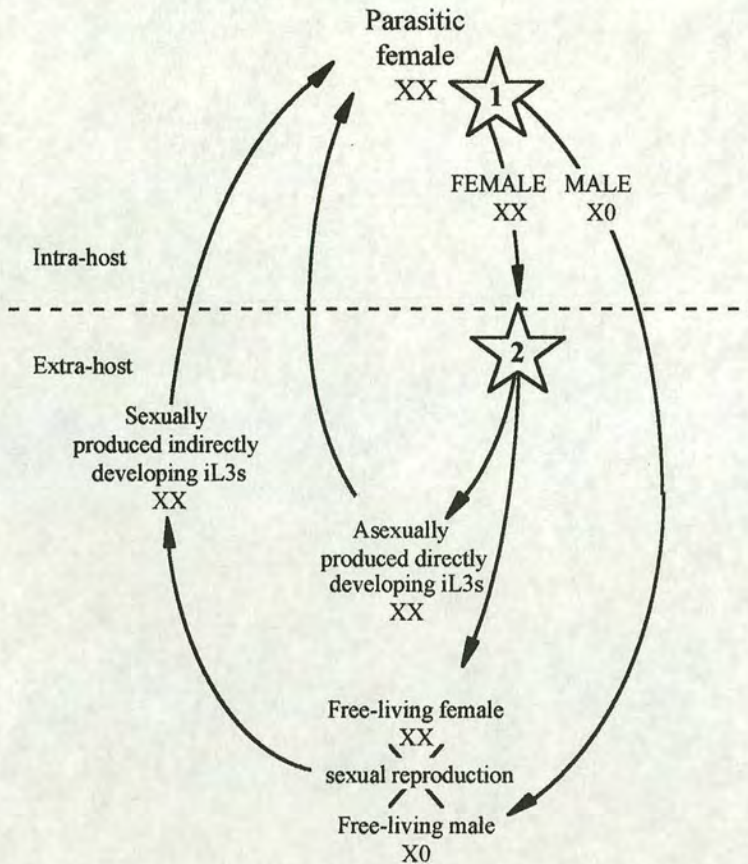 Parasitic
female
XX
1
FEMALE MALE
XX X0
Intra-host
2
Extra-host
Sexually
produced indirectly
developing iL3s
XX
Asexually
produced directly
developing iL3s
XX
Free-living female
XX
sexual reproduction
Free-living male
X0